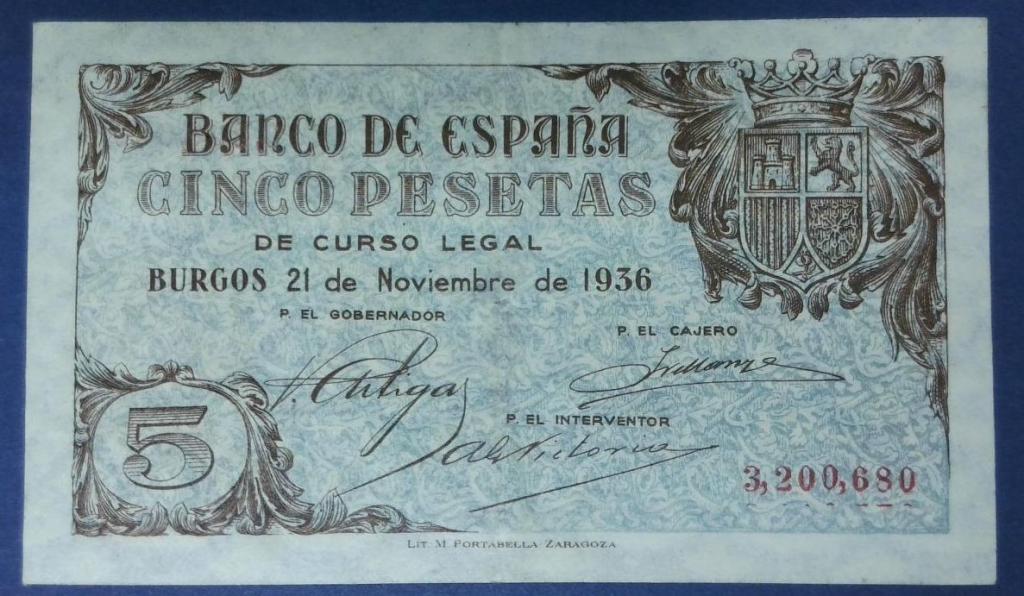 BANCO DE ESPAÑA
CINCO PESETAS
DE CURSO LEGAL
BURGOS 21 de Noviembre de 1936
P. EL GOBERNADOR
P. EL CAJERO
P. EL INTERVENTOR
5
3,200,680
LIT. M. PORTABELLA-ZARAGOZA